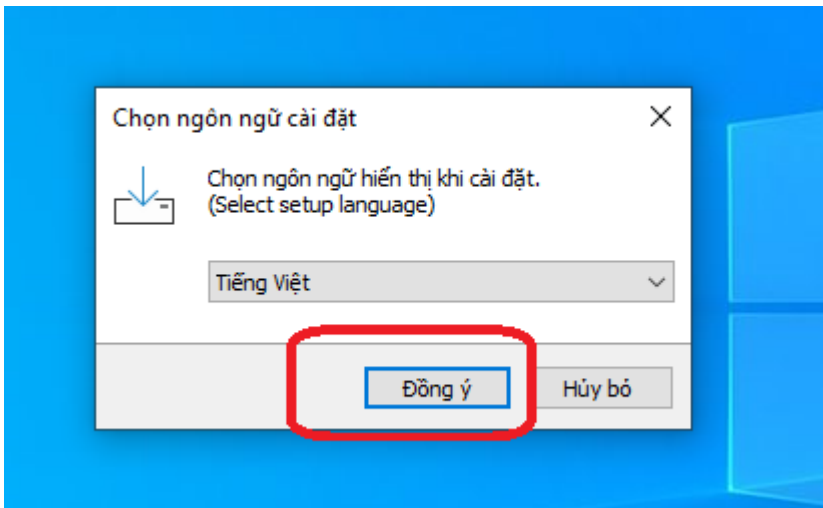 Chọn ngôn ngữ cài đặt
Chọn ngôn ngữ hiển thị khi cài đặt.
(Select setup language)
Tiếng Việt
Đồng ý
Hủy bỏ